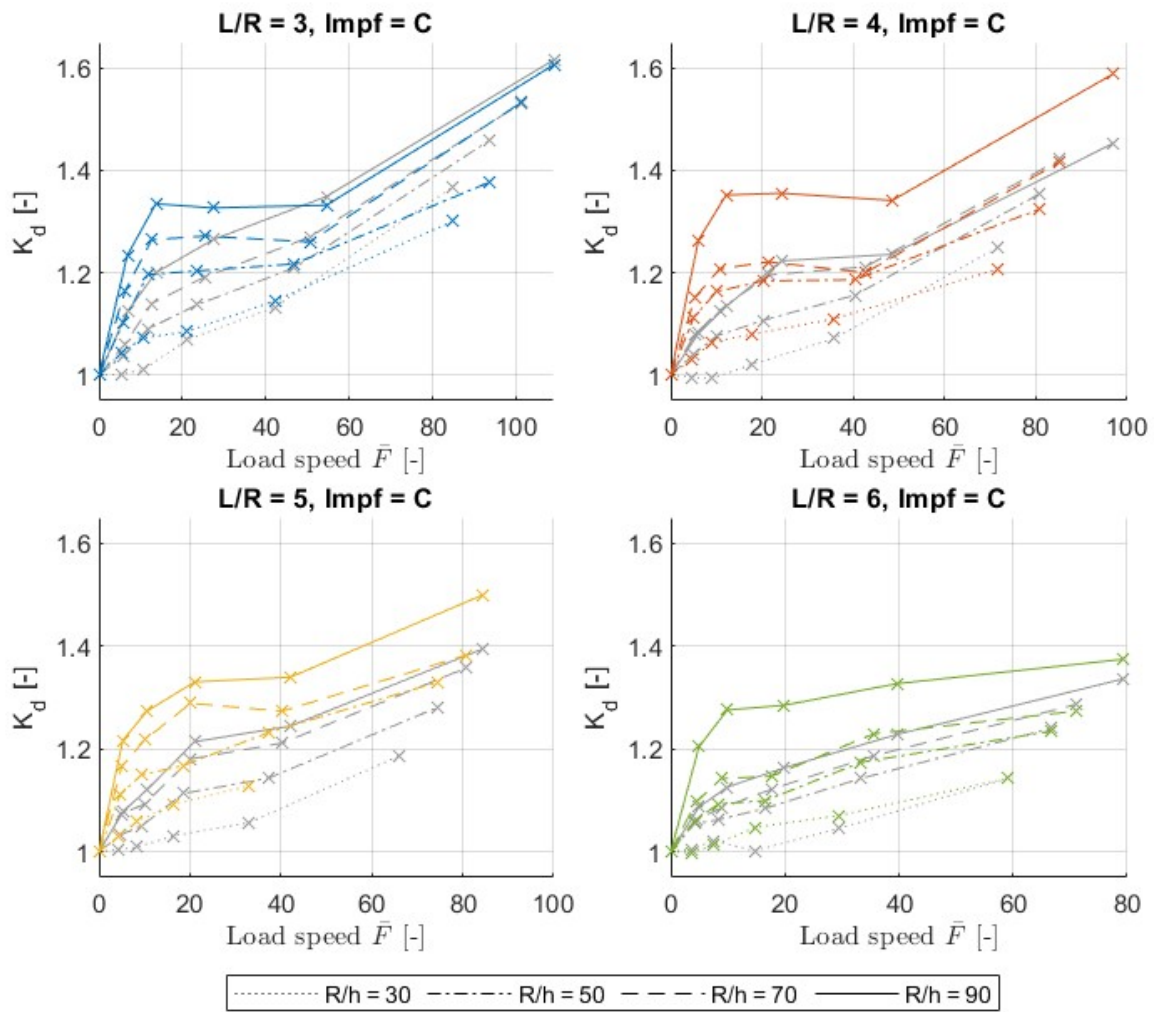 L/R = 3, Impf = C
L/R = 4, Impf = C
1.6
1.4
1.2
1
K_d [-]
0 20 40 60 80 100
Load speed F̄ [-]
1.6
1.4
1.2
1
K_d [-]
0 20 40 60 80 100
Load speed F̄ [-]
L/R = 5, Impf = C
L/R = 6, Impf = C
1.6
1.4
1.2
1
K_d [-]
0 20 40 60 80 100
Load speed F̄ [-]
1.6
1.4
1.2
1
K_d [-]
0 20 40 60 80
Load speed F̄ [-]
R/h = 30 R/h = 50 R/h = 70 R/h = 90